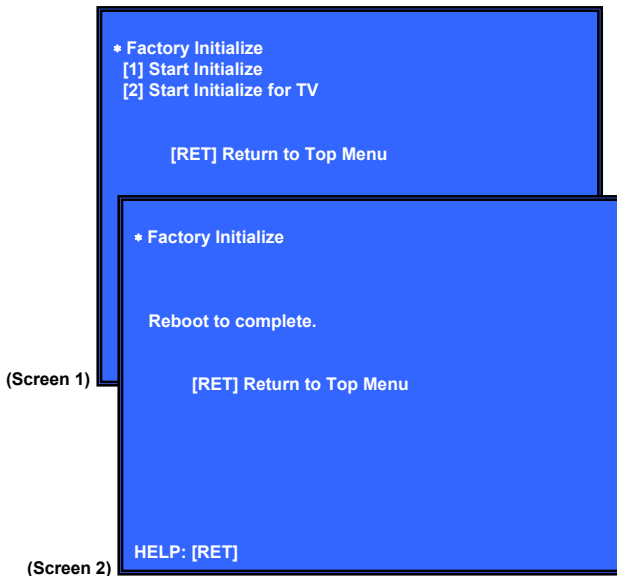 * Factory Initialize
[1] Start Initialize
[2] Start Initialize for TV
[RET] Return to Top Menu
(Screen 1)
* Factory Initialize
Reboot to complete.
[RET] Return to Top Menu
HELP: [RET]
(Screen 2)